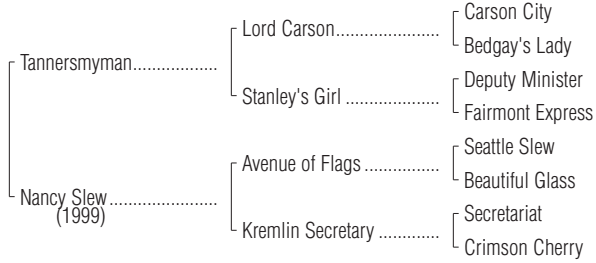 Carson City
Lord Carson....................
Bedgay's Lady
Tannersmyman.................
Deputy Minister
Stanley's Girl ..................
Fairmont Express
Seattle Slew
Avenue of Flags ..............
Beautiful Glass
Nancy Slew.....................
(1999)
Secretariat
Kremlin Secretary ............
Crimson Cherry